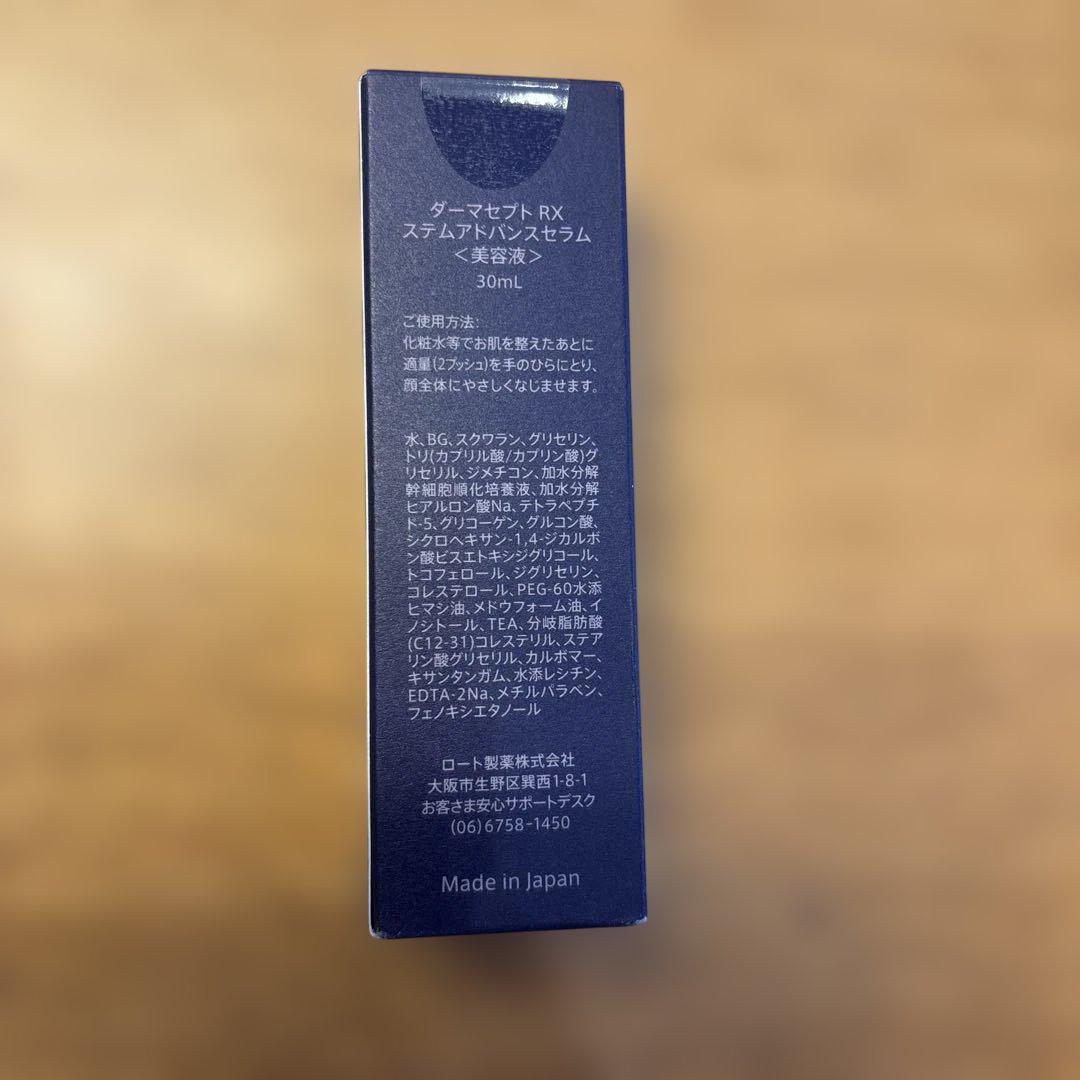 ダーマセプト RX
ステムアドバンスセラム
＜美容液＞
30mL
ご使用方法：
化粧水等でお肌を整えたあとに
適量(2プッシュ)を手のひらにとり、
顔全体にやさしくなじませます。
水、BG、スクワラン、グリセリン、
トリ(カプリル酸/カプリン酸)グ
リセリル、ジメチコン、加水分解
幹細胞順化培養液、加水分解
ヒアルロン酸Na、テトラペプチ
ド-5、グリコーゲン、グルコン酸、
シクロヘキサン-1,4-ジカルボ
ン酸ビスエトキシジグリコール、
トコフェロール、ジグリセリン、
コレステロール、PEG-60水添
ヒマシ油、メドウフォーム油、イ
ノシトール、TEA、分岐脂肪酸
(C12-31)コレステリル、ステア
リン酸グリセリル、カルボマー、
キサンタンガム、水添レシチン、
EDTA-2Na、メチルパラベン、
フェノキシエタノール
ロート製薬株式会社
大阪市生野区巽西1-8-1
お客さま安心サポートデスク
(06)6758-1450
Made in Japan